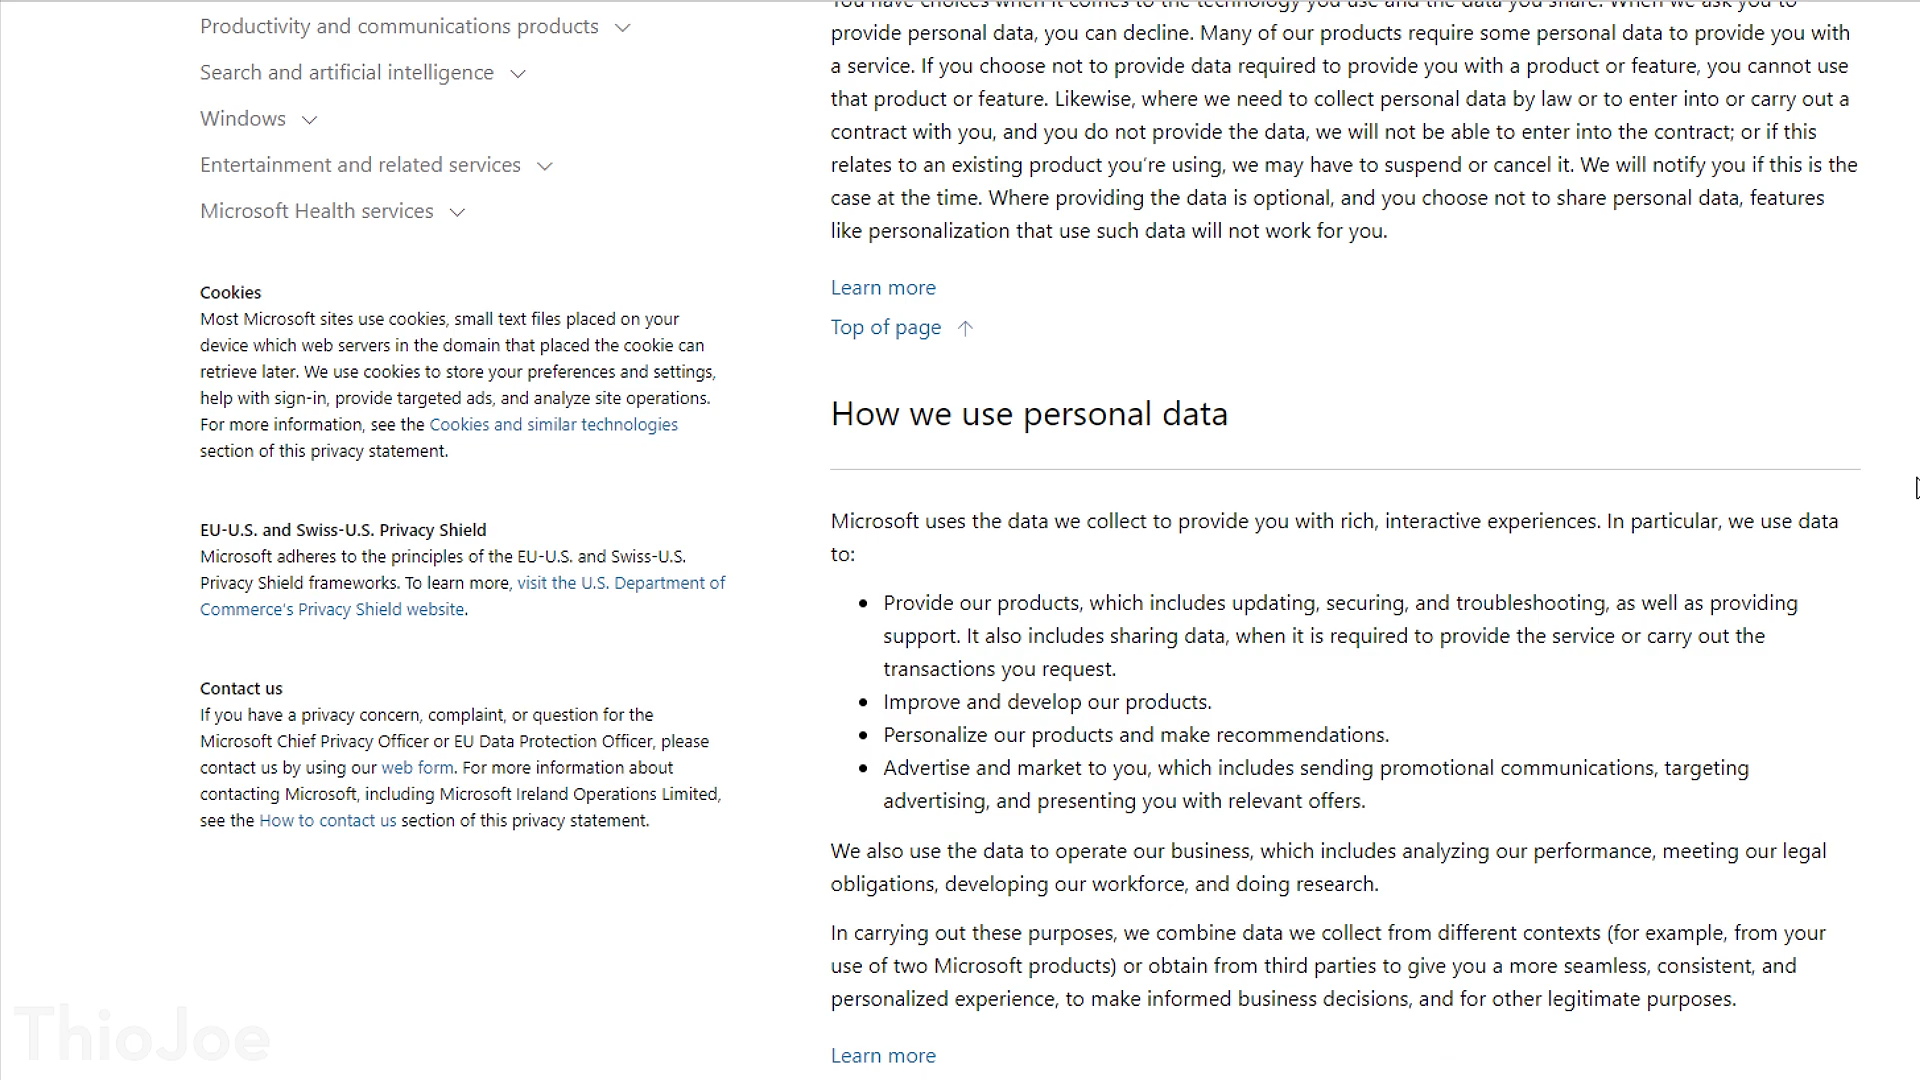 Productivity and communications products
Search and artificial intelligence
Windows
Entertainment and related services
Microsoft Health services
Cookies
Most Microsoft sites use cookies, small text files placed on your
device which web servers in the domain that placed the cookie can
retrieve later. We use cookies to store your preferences and settings,
help with sign-in, provide targeted ads, and analyze site operations.
For more information, see the Cookies and similar technologies
section of this privacy statement.
EU-U.S. and Swiss-U.S. Privacy Shield
Microsoft adheres to the principles of the EU-U.S. and Swiss-U.S.
Privacy Shield frameworks. To learn more, visit the U.S. Department of
Commerce's Privacy Shield website.
Contact us
If you have a privacy concern, complaint, or question for the
Microsoft Chief Privacy Officer or EU Data Protection Officer, please
contact us by using our web form. For more information about
contacting Microsoft, including Microsoft Ireland Operations Limited,
see the How to contact us section of this privacy statement.
You have choices when it comes to the technology you use and the data you share. When we ask you to
provide personal data, you can decline. Many of our products require some personal data to provide you with
a service. If you choose not to provide data required to provide you with a product or feature, you cannot use
that product or feature. Likewise, where we need to collect personal data by law or to enter into or carry out a
contract with you, and you do not provide the data, we will not be able to enter into the contract; or if this
relates to an existing product you're using, we may have to suspend or cancel it. We will notify you if this is the
case at the time. Where providing the data is optional, and you choose not to share personal data, features
like personalization that use such data will not work for you.
Learn more
Top of page
How we use personal data
Microsoft uses the data we collect to provide you with rich, interactive experiences. In particular, we use data
to:
• Provide our products, which includes updating, securing, and troubleshooting, as well as providing
support. It also includes sharing data, when it is required to provide the service or carry out the
transactions you request.
• Improve and develop our products.
• Personalize our products and make recommendations.
• Advertise and market to you, which includes sending promotional communications, targeting
advertising, and presenting you with relevant offers.
We also use the data to operate our business, which includes analyzing our performance, meeting our legal
obligations, developing our workforce, and doing research.
In carrying out these purposes, we combine data we collect from different contexts (for example, from your
use of two Microsoft products) or obtain from third parties to give you a more seamless, consistent, and
personalized experience, to make informed business decisions, and for other legitimate purposes.
Learn more
ThioJoe